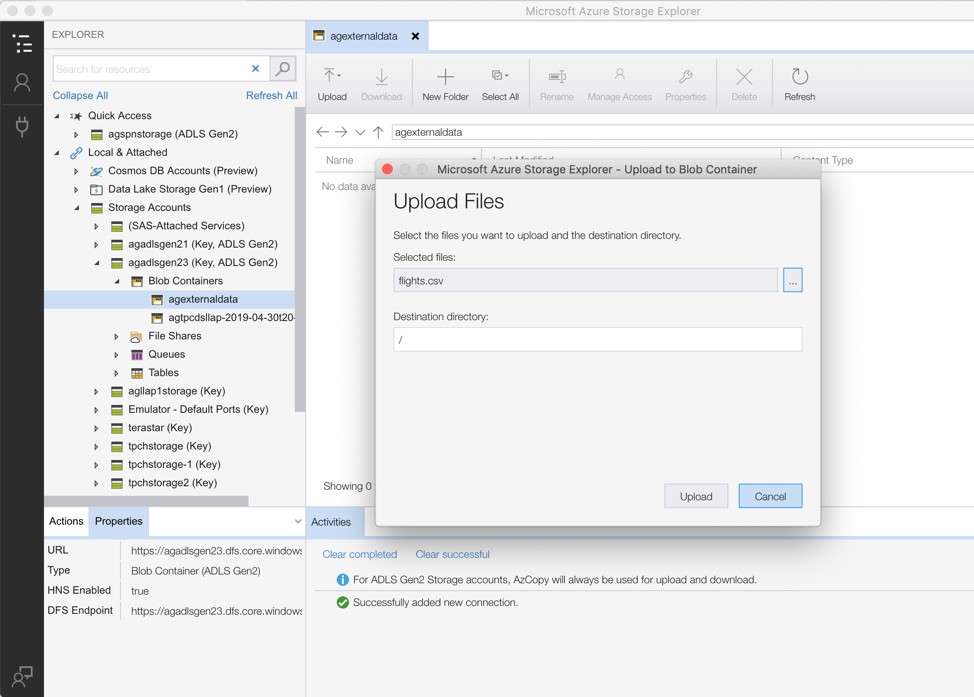 Microsoft Azure Storage Explorer
EXPLORER
Search for resources
Collapse All Refresh All
Quick Access
agspnstorage (ADLS Gen2)
Local & Attached
Cosmos DB Accounts (Preview)
Data Lake Storage Gen1 (Preview)
Storage Accounts
(SAS-Attached Services)
agadlsgen21 (Key, ADLS Gen2)
agadlsgen23 (Key, ADLS Gen2)
Blob Containers
agexternaldata
agtpcdsllap-2019-04-30t20-
File Shares
Queues
Tables
agllap1storage (Key)
Emulator - Default Ports (Key)
terastar (Key)
tpchstorage (Key)
tpchstorage-1 (Key)
tpchstorage2 (Key)
Actions Properties
URL https://agadlsgen23.dfs.core.windows
Type Blob Container (ADLS Gen2)
HNS Enabled true
DFS Endpoint https://agadlsgen23.dfs.core.windows
agexternaldata
Upload Download New Folder Select All Rename Manage Access Properties Delete Refresh
agexternaldata
Name Last Modified Content Type
No data ava
Showing 0
Microsoft Azure Storage Explorer - Upload to Blob Container
Upload Files
Select the files you want to upload and the destination directory.
Selected files:
flights.csv ...
Destination directory:
/
Upload Cancel
Activities
Clear completed Clear successful
For ADLS Gen2 Storage accounts, AzCopy will always be used for upload and download.
Successfully added new connection.